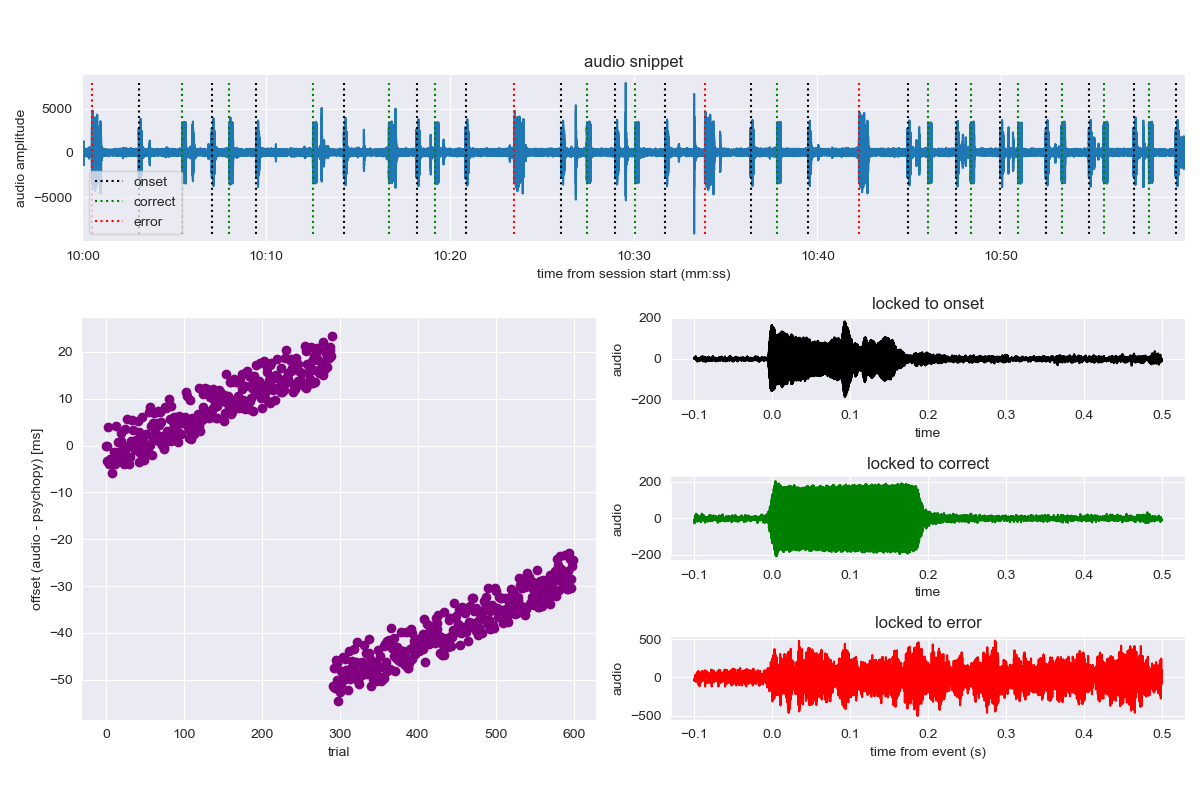 audio snippet
audio amplitude
5000
0
−5000
onset
correct
error
10:00 10:10 10:20 10:30 10:40 10:50
time from session start (mm:ss)
offset (audio - psychopy) [ms]
20
10
0
−10
−20
−30
−40
−50
0 100 200 300 400 500 600
trial
locked to onset
audio
200
0
−200
−0.1 0.0 0.1 0.2 0.3 0.4 0.5
time
locked to correct
audio
200
0
−200
−0.1 0.0 0.1 0.2 0.3 0.4 0.5
time
locked to error
audio
500
0
−500
−0.1 0.0 0.1 0.2 0.3 0.4 0.5
time from event (s)